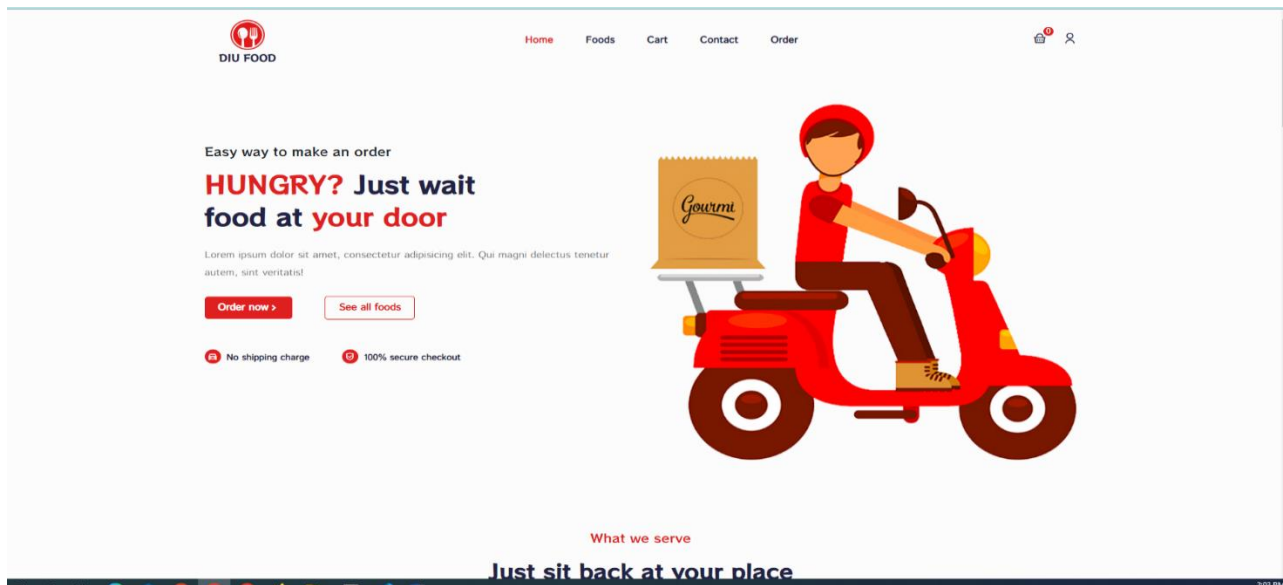 DIU FOOD
Home Foods Cart Contact Order
0
Easy way to make an order
HUNGRY? Just wait
food at your door
Lorem ipsum dolor sit amet, consectetur adipisicing elit. Qui magni delectus tenetur
autem, sint veritatis!
Order now >
See all foods
No shipping charge
100% secure checkout
Gourmi
What we serve
Just sit back at your place